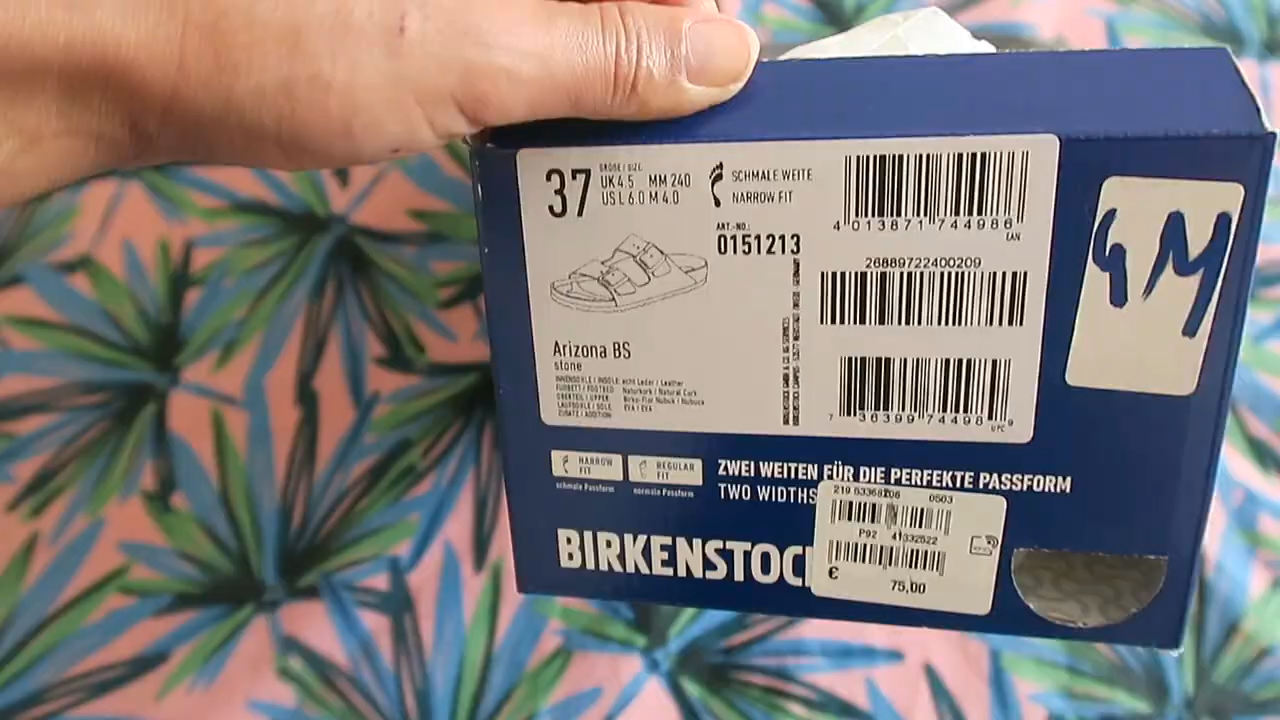 37
GRÖSSE / SIZE
UK 4.5 MM 240
US L 6.0 M 4.0
SCHMALE WEITE
NARROW FIT
ART.-NO.:
0151213
4 013871 744986
EAN
26889722400209
7 36399 74498 9
UPC
Arizona BS
stone
INNENSOHLE / INSOLE: echt Leder / Leather
FUSSBETT / FOOTBED Naturkork / Natural Cork
OBERTEIL / UPPER: Birko-Flor Nubuk / Nubuck
LAUFSOHLE / SOLE EVA / EVA
ZUSATZ / ADDITION
4M
NARROW
FIT
schmale Passform
REGULAR
FIT
normale Passform
ZWEI WEITEN FÜR DIE PERFEKTE PASSFORM
TWO WIDTHS
BIRKENSTOC
0503
P92 41332522
€ 75,00